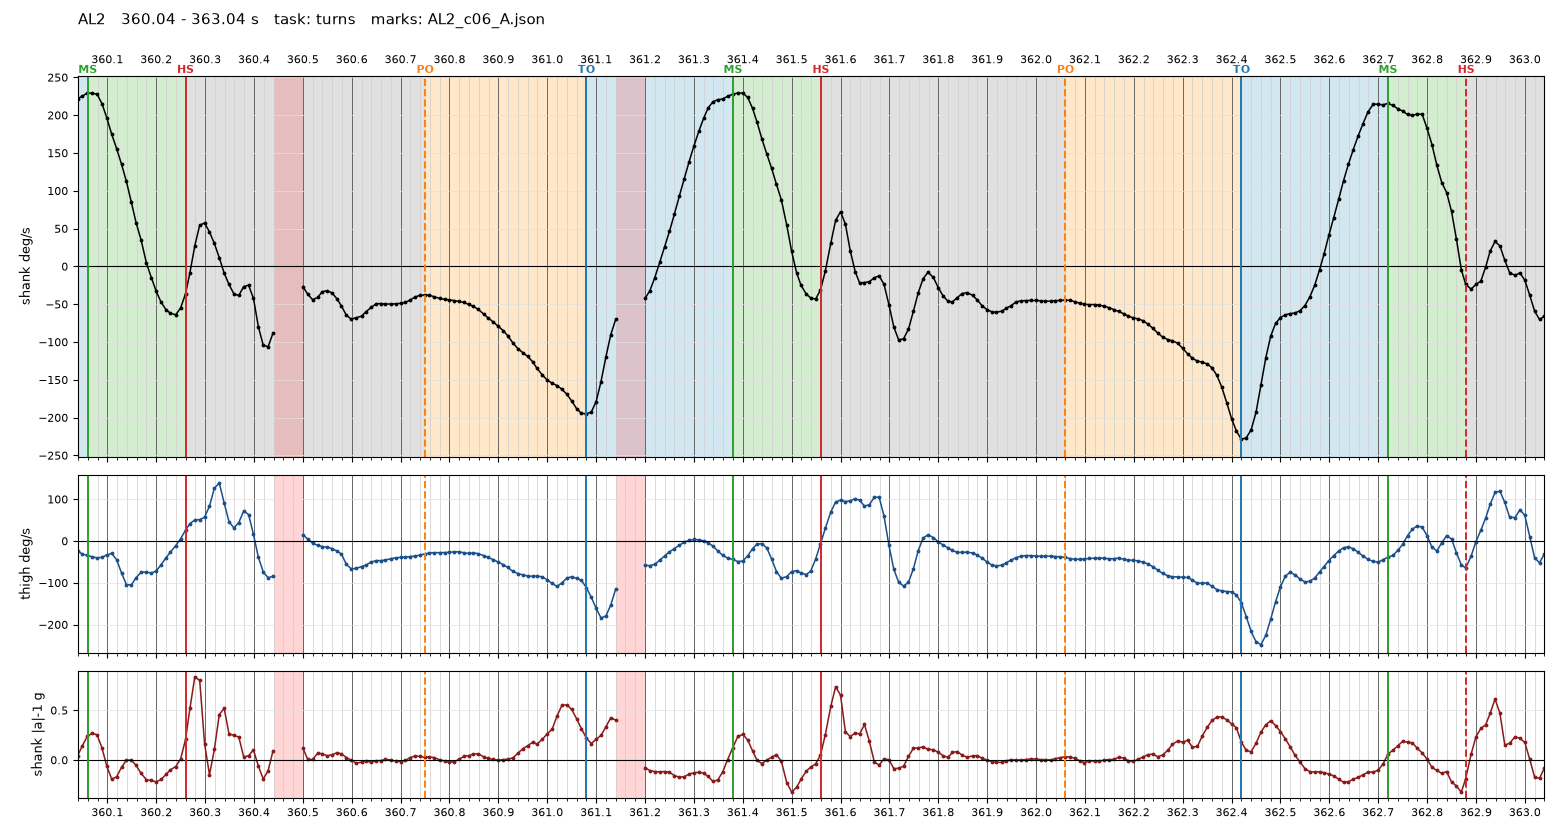 AL2   360.04 - 363.04 s   task: turns   marks: AL2_c06_A.json
360.1 360.2 360.3 360.4 360.5 360.6 360.7 360.8 360.9 361.0 361.1 361.2 361.3 361.4 361.5 361.6 361.7 361.8 361.9 362.0 362.1 362.2 362.3 362.4 362.5 362.6 362.7 362.8 362.9 363.0
MS HS PO TO MS HS PO TO MS HS
250
200
150
100
50
0
−50
−100
−150
−200
−250
shank deg/s
100
0
−100
−200
thigh deg/s
0.5
0.0
shank |a|-1 g
360.1 360.2 360.3 360.4 360.5 360.6 360.7 360.8 360.9 361.0 361.1 361.2 361.3 361.4 361.5 361.6 361.7 361.8 361.9 362.0 362.1 362.2 362.3 362.4 362.5 362.6 362.7 362.8 362.9 363.0